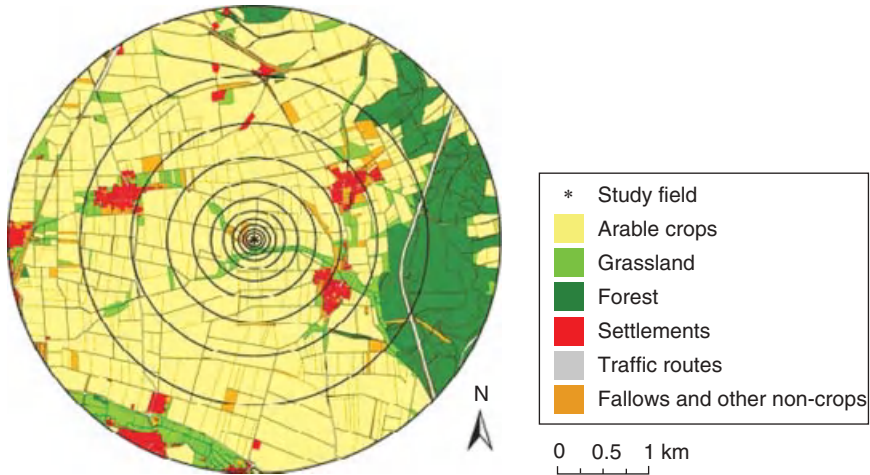 * Study field
Arable crops
Grassland
Forest
Settlements
Traffic routes
Fallows and other non-crops
N
0 0.5 1 km